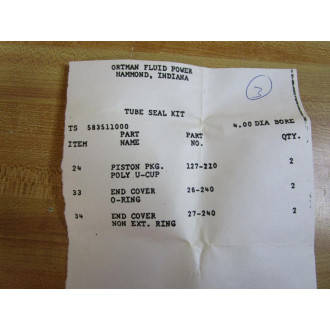 ORTMAN FLUID POWER
HAMMOND, INDIANA
3
TUBE SEAL KIT
TS 583511000 4.00 DIA BORE
ITEM PART NAME PART NO. QTY.
24 PISTON PKG. 127-210 2
POLY U-CUP
33 END COVER 26-240 2
O-RING
34 END COVER 27-240 2
NON EXT. RING